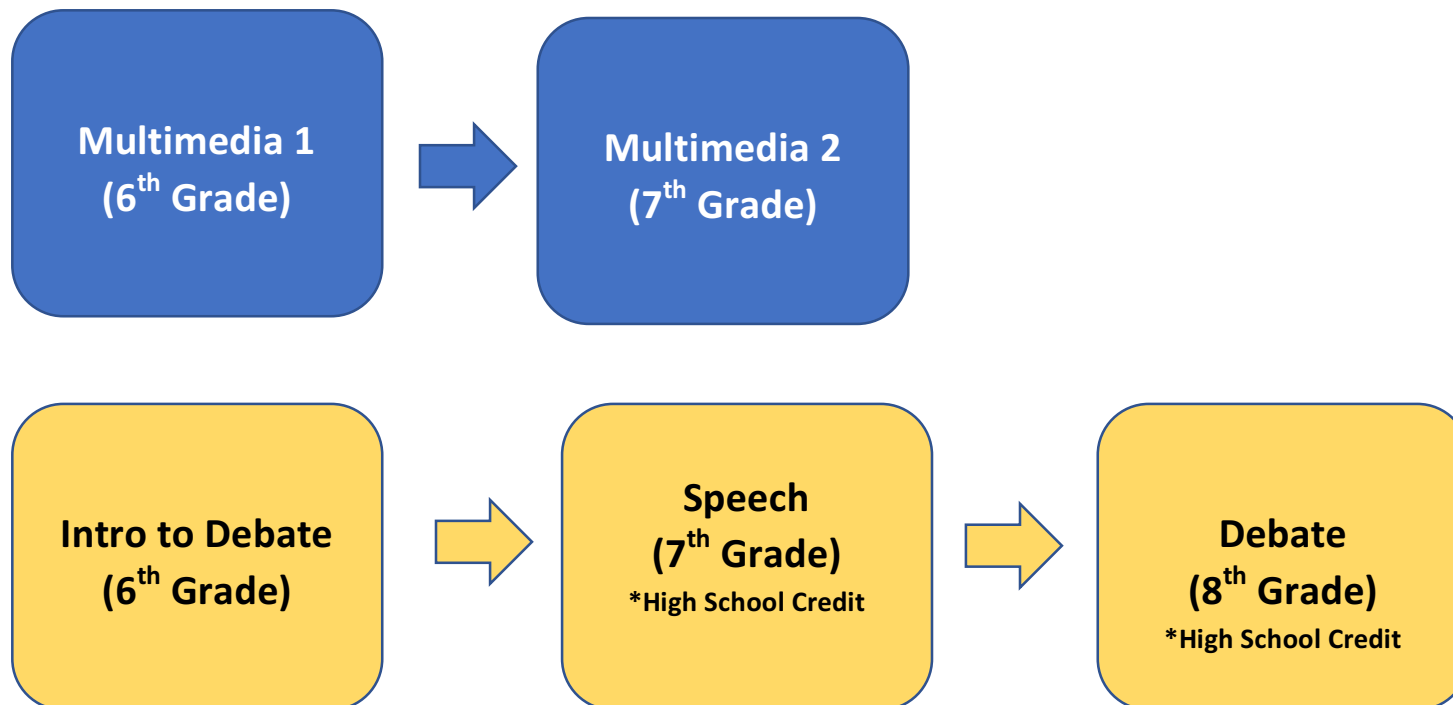 Multimedia 1
(6th Grade)
Multimedia 2
(7th Grade)
Intro to Debate
(6th Grade)
Speech
(7th Grade)
*High School Credit
Debate
(8th Grade)
*High School Credit